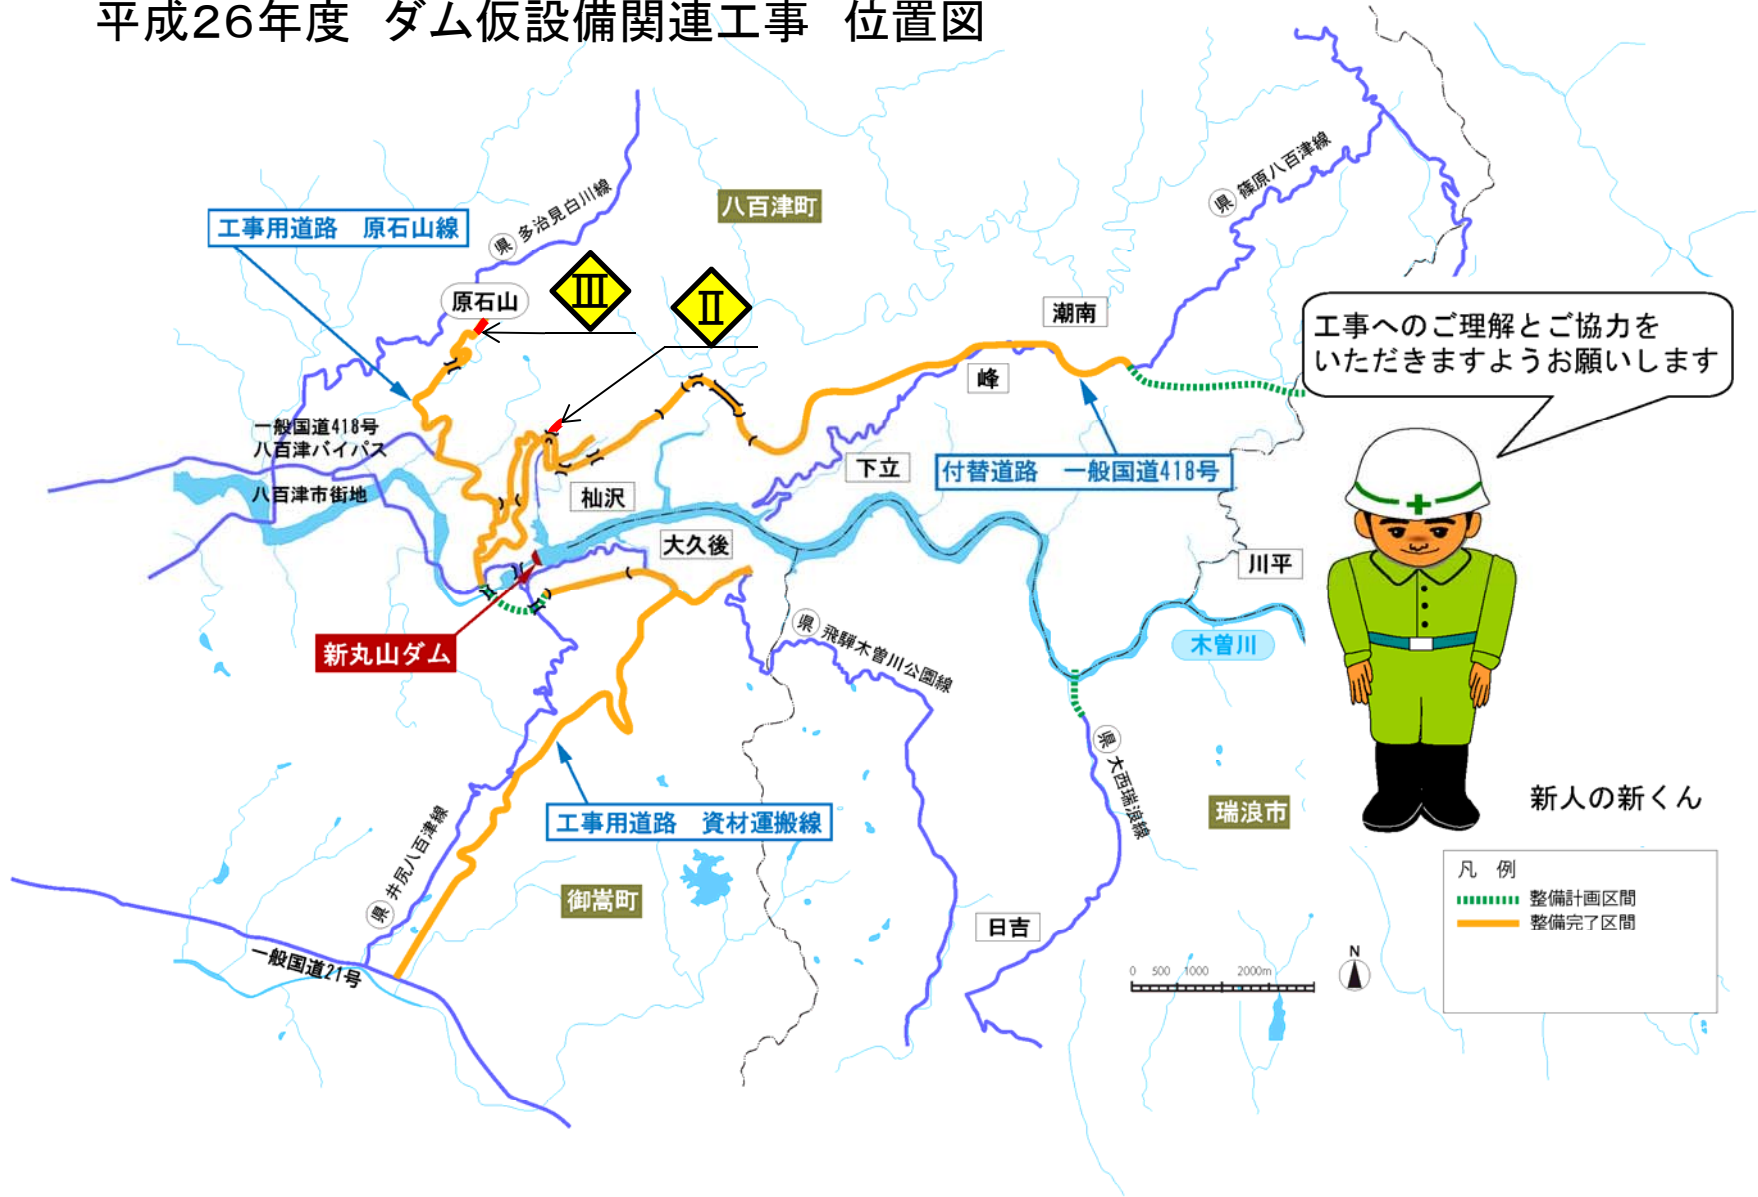 平成26年度 ダム仮設備関連工事 位置図
県 篠原八百津線
八百津町
県 多治見白川線
工事用道路 原石山線
Ⅲ
Ⅱ
原石山
潮南
工事へのご理解とご協力を
いただきますようお願いします
峰
一般国道418号
八百津バイパス
下立
付替道路 一般国道418号
八百津市街地
杣沢
大久後
川平
県 飛騨木曽川公園線
木曽川
新丸山ダム
県 大西瑞浪線
新人の新くん
瑞浪市
工事用道路 資材運搬線
県 井尻八百津線
凡 例
整備計画区間
整備完了区間
御嵩町
日吉
一般国道21号
N
0 500 1000 2000m